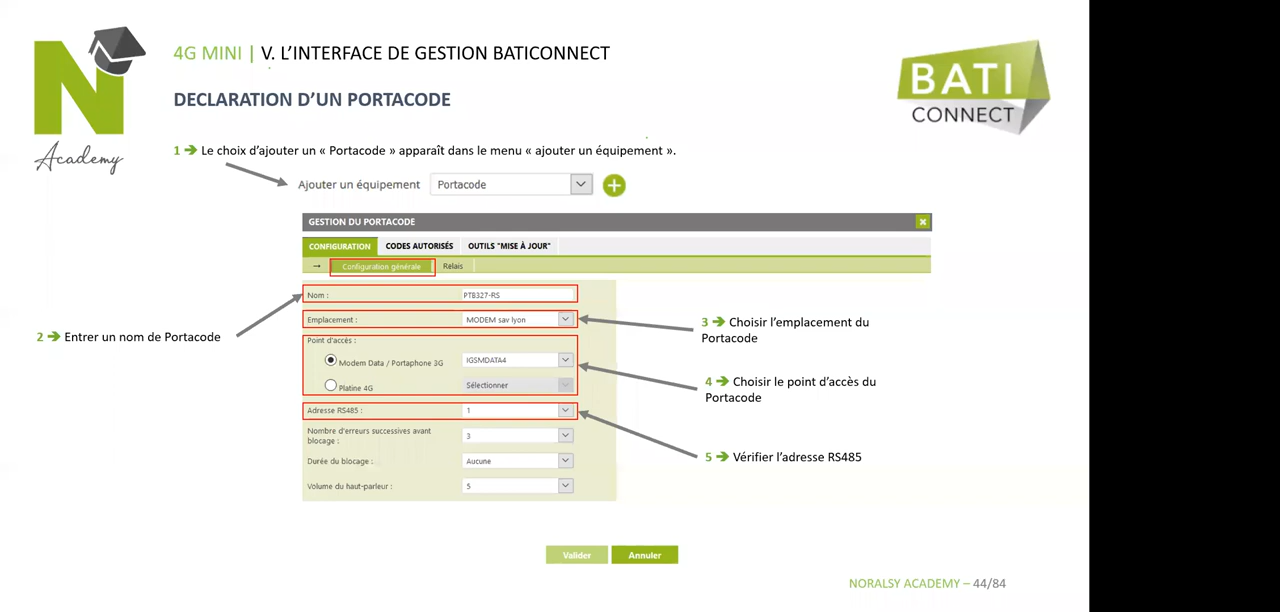 4G MINI | V. L'INTERFACE DE GESTION BATICONNECT
DECLARATION D'UN PORTACODE
N
Academy
BATI
CONNECT
1 ➔ Le choix d'ajouter un « Portacode » apparaît dans le menu « ajouter un équipement ».
Ajouter un équipement Portacode
GESTION DU PORTACODE
CONFIGURATION CODES AUTORISÉS OUTILS "MISE À JOUR"
→ Configuration générale Relais
Nom : PTB327-RS
Emplacement : MODEM sav lyon
Point d'accès :
Modem Data / Portaphone 3G IGSMDATA4
Platine 4G Sélectionner
Adresse RS485 : 1
Nombre d'erreurs successives avant
blocage : 3
Durée du blocage : Aucune
Volume du haut-parleur : 5
2 ➔ Entrer un nom de Portacode
3 ➔ Choisir l'emplacement du
Portacode
4 ➔ Choisir le point d'accès du
Portacode
5 ➔ Vérifier l'adresse RS485
Valider Annuler
NORALSY ACADEMY – 44/84